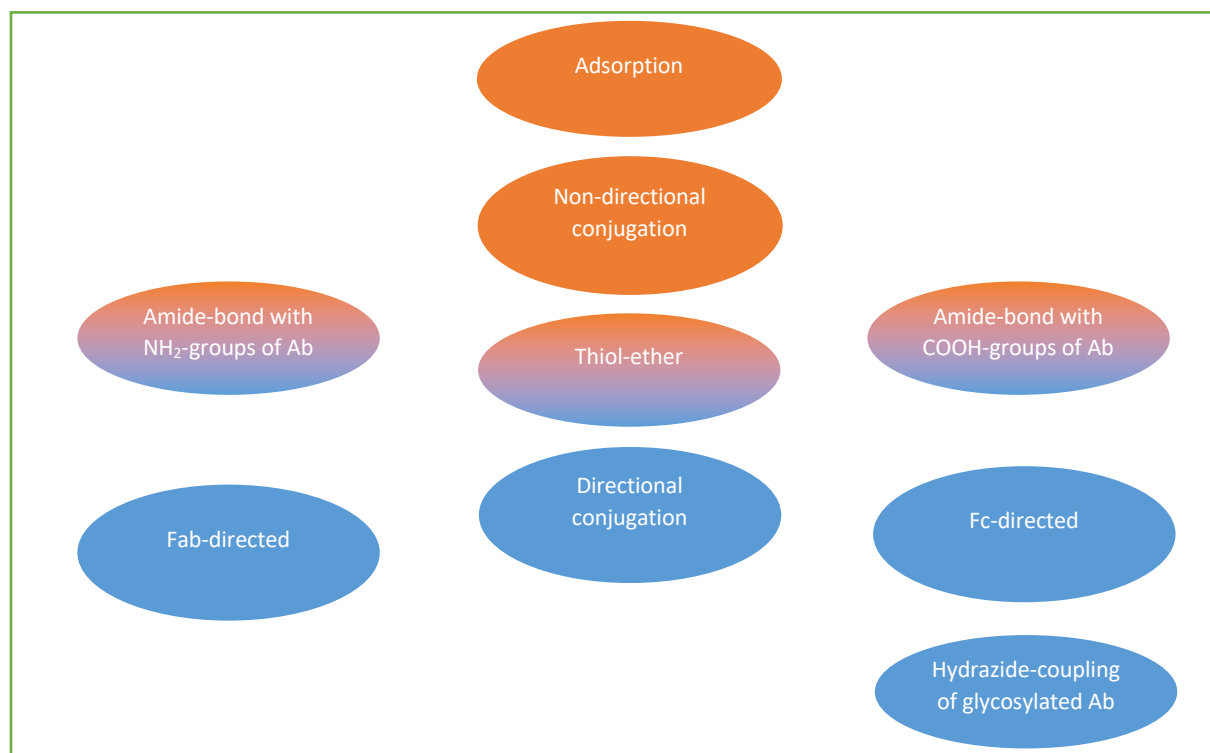 Adsorption
Non-directional
conjugation
Amide-bond with
NH₂-groups of Ab
Thiol-ether
Amide-bond with
COOH-groups of Ab
Fab-directed
Directional
conjugation
Fc-directed
Hydrazide-coupling
of glycosylated Ab